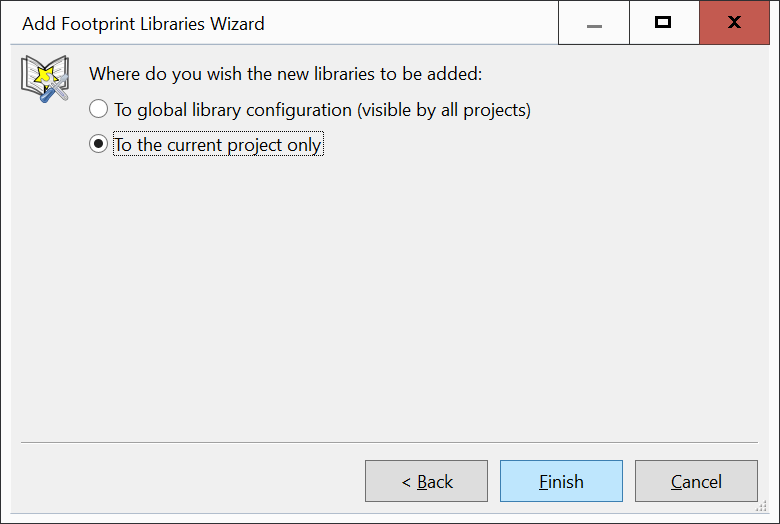 Add Footprint Libraries Wizard
Where do you wish the new libraries to be added:
To global library configuration (visible by all projects)
To the current project only
< Back
Finish
Cancel